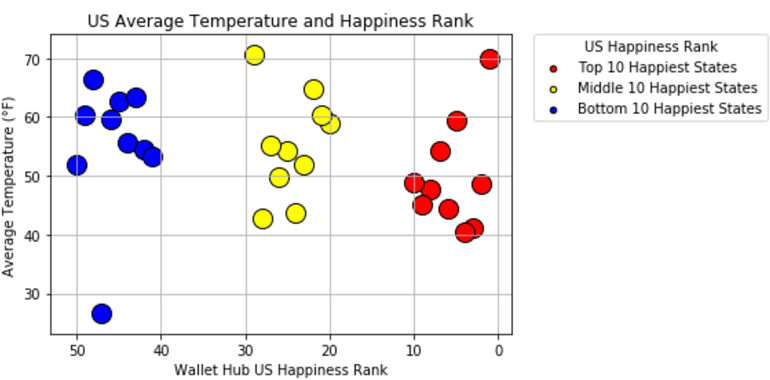 US Average Temperature and Happiness Rank
US Happiness Rank
Top 10 Happiest States
Middle 10 Happiest States
Bottom 10 Happiest States
Average Temperature (°F)
70
60
50
40
30
50 40 30 20 10 0
Wallet Hub US Happiness Rank